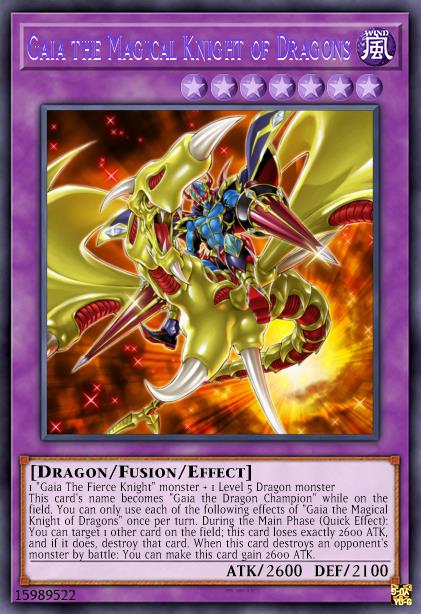 Gaia the Magical Knight of Dragons
WIND
風
[Dragon/Fusion/Effect]
1 "Gaia The Fierce Knight" monster + 1 Level 5 Dragon monster
This card's name becomes "Gaia the Dragon Champion" while on the
field. You can only use each of the following effects of "Gaia the Magical
Knight of Dragons" once per turn. During the Main Phase (Quick Effect):
You can target 1 other card on the field; this card loses exactly 2600 ATK,
and if it does, destroy that card. When this card destroys an opponent's
monster by battle: You can make this card gain 2600 ATK.
ATK/2600 DEF/2100
15989522